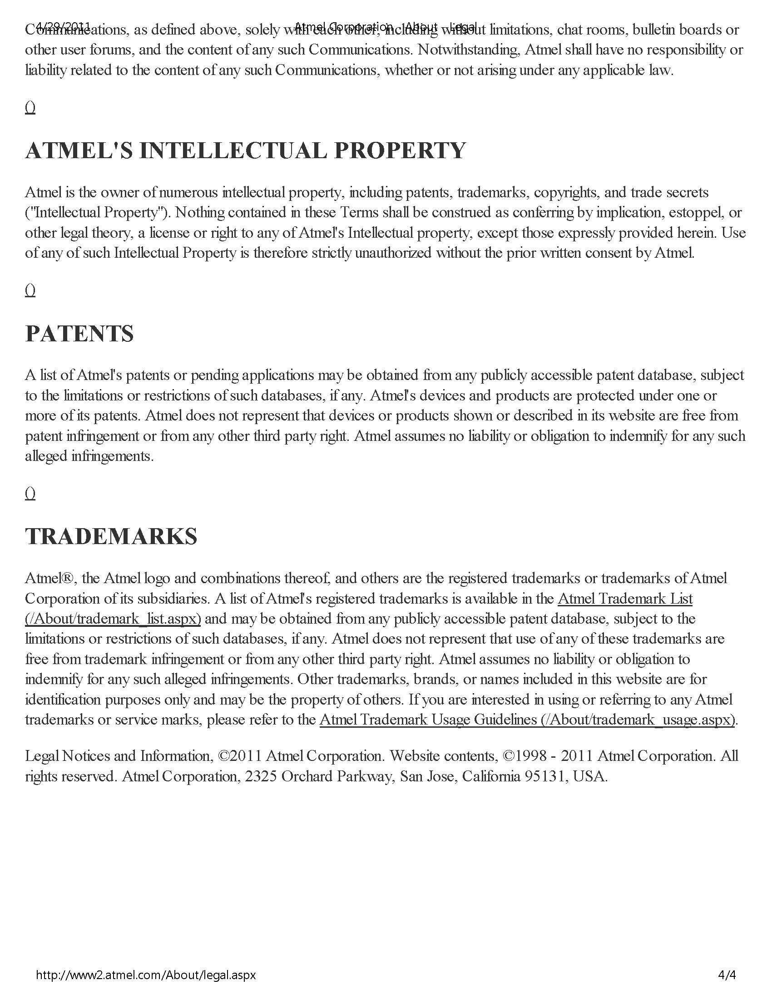 4/29/2011 Atmel Corporation - About - Legal
Communications, as defined above, solely with each other, including without limitations, chat rooms, bulletin boards or
other user forums, and the content of any such Communications. Notwithstanding, Atmel shall have no responsibility or
liability related to the content of any such Communications, whether or not arising under any applicable law.
()
ATMEL'S INTELLECTUAL PROPERTY
Atmel is the owner of numerous intellectual property, including patents, trademarks, copyrights, and trade secrets
("Intellectual Property"). Nothing contained in these Terms shall be construed as conferring by implication, estoppel, or
other legal theory, a license or right to any of Atmel's Intellectual property, except those expressly provided herein. Use
of any of such Intellectual Property is therefore strictly unauthorized without the prior written consent by Atmel.
()
PATENTS
A list of Atmel's patents or pending applications may be obtained from any publicly accessible patent database, subject
to the limitations or restrictions of such databases, if any. Atmel's devices and products are protected under one or
more of its patents. Atmel does not represent that devices or products shown or described in its website are free from
patent infringement or from any other third party right. Atmel assumes no liability or obligation to indemnify for any such
alleged infringements.
()
TRADEMARKS
Atmel®, the Atmel logo and combinations thereof, and others are the registered trademarks or trademarks of Atmel
Corporation of its subsidiaries. A list of Atmel's registered trademarks is available in the Atmel Trademark List
(/About/trademark_list.aspx) and may be obtained from any publicly accessible patent database, subject to the
limitations or restrictions of such databases, if any. Atmel does not represent that use of any of these trademarks are
free from trademark infringement or from any other third party right. Atmel assumes no liability or obligation to
indemnify for any such alleged infringements. Other trademarks, brands, or names included in this website are for
identification purposes only and may be the property of others. If you are interested in using or referring to any Atmel
trademarks or service marks, please refer to the Atmel Trademark Usage Guidelines (/About/trademark_usage.aspx).
Legal Notices and Information, ©2011 Atmel Corporation. Website contents, ©1998 - 2011 Atmel Corporation. All
rights reserved. Atmel Corporation, 2325 Orchard Parkway, San Jose, California 95131, USA.
http://www2.atmel.com/About/legal.aspx 4/4